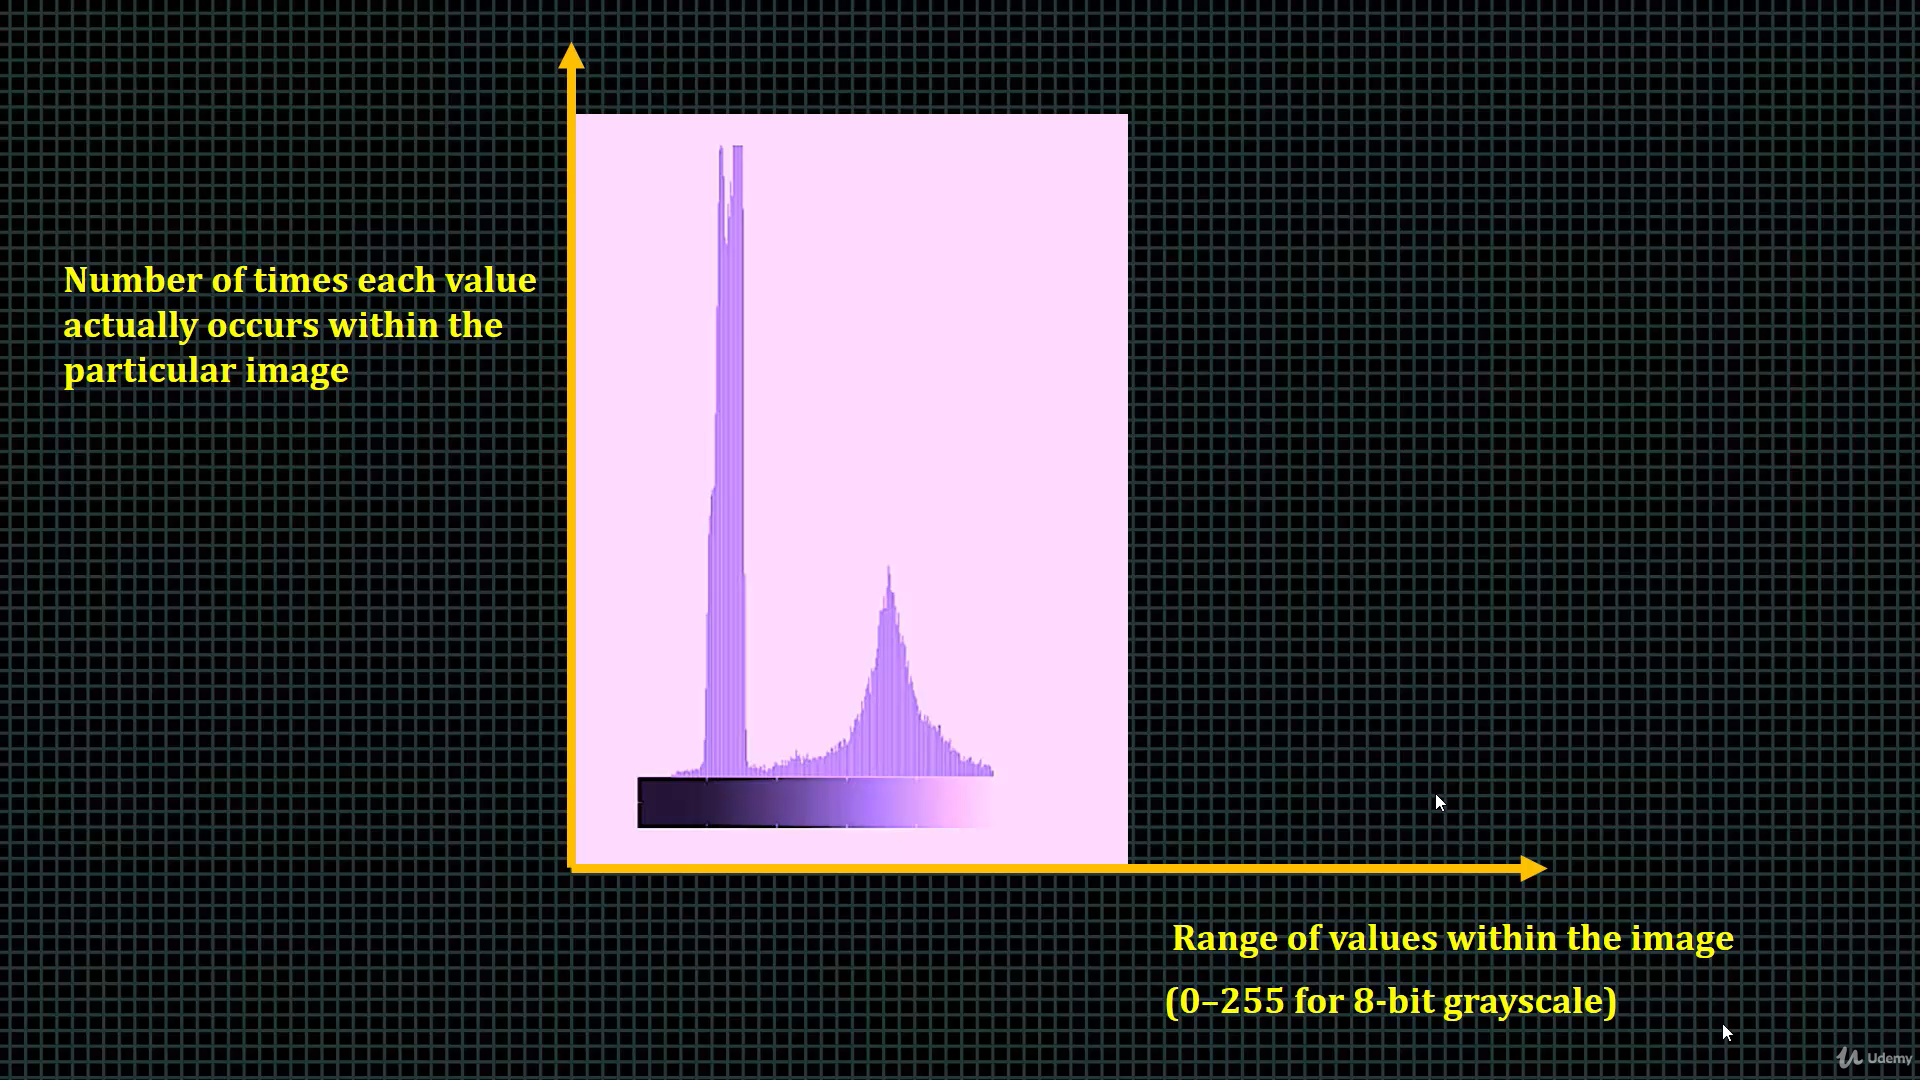 Number of times each value
actually occurs within the
particular image
Range of values within the image
(0–255 for 8-bit grayscale)
Udemy